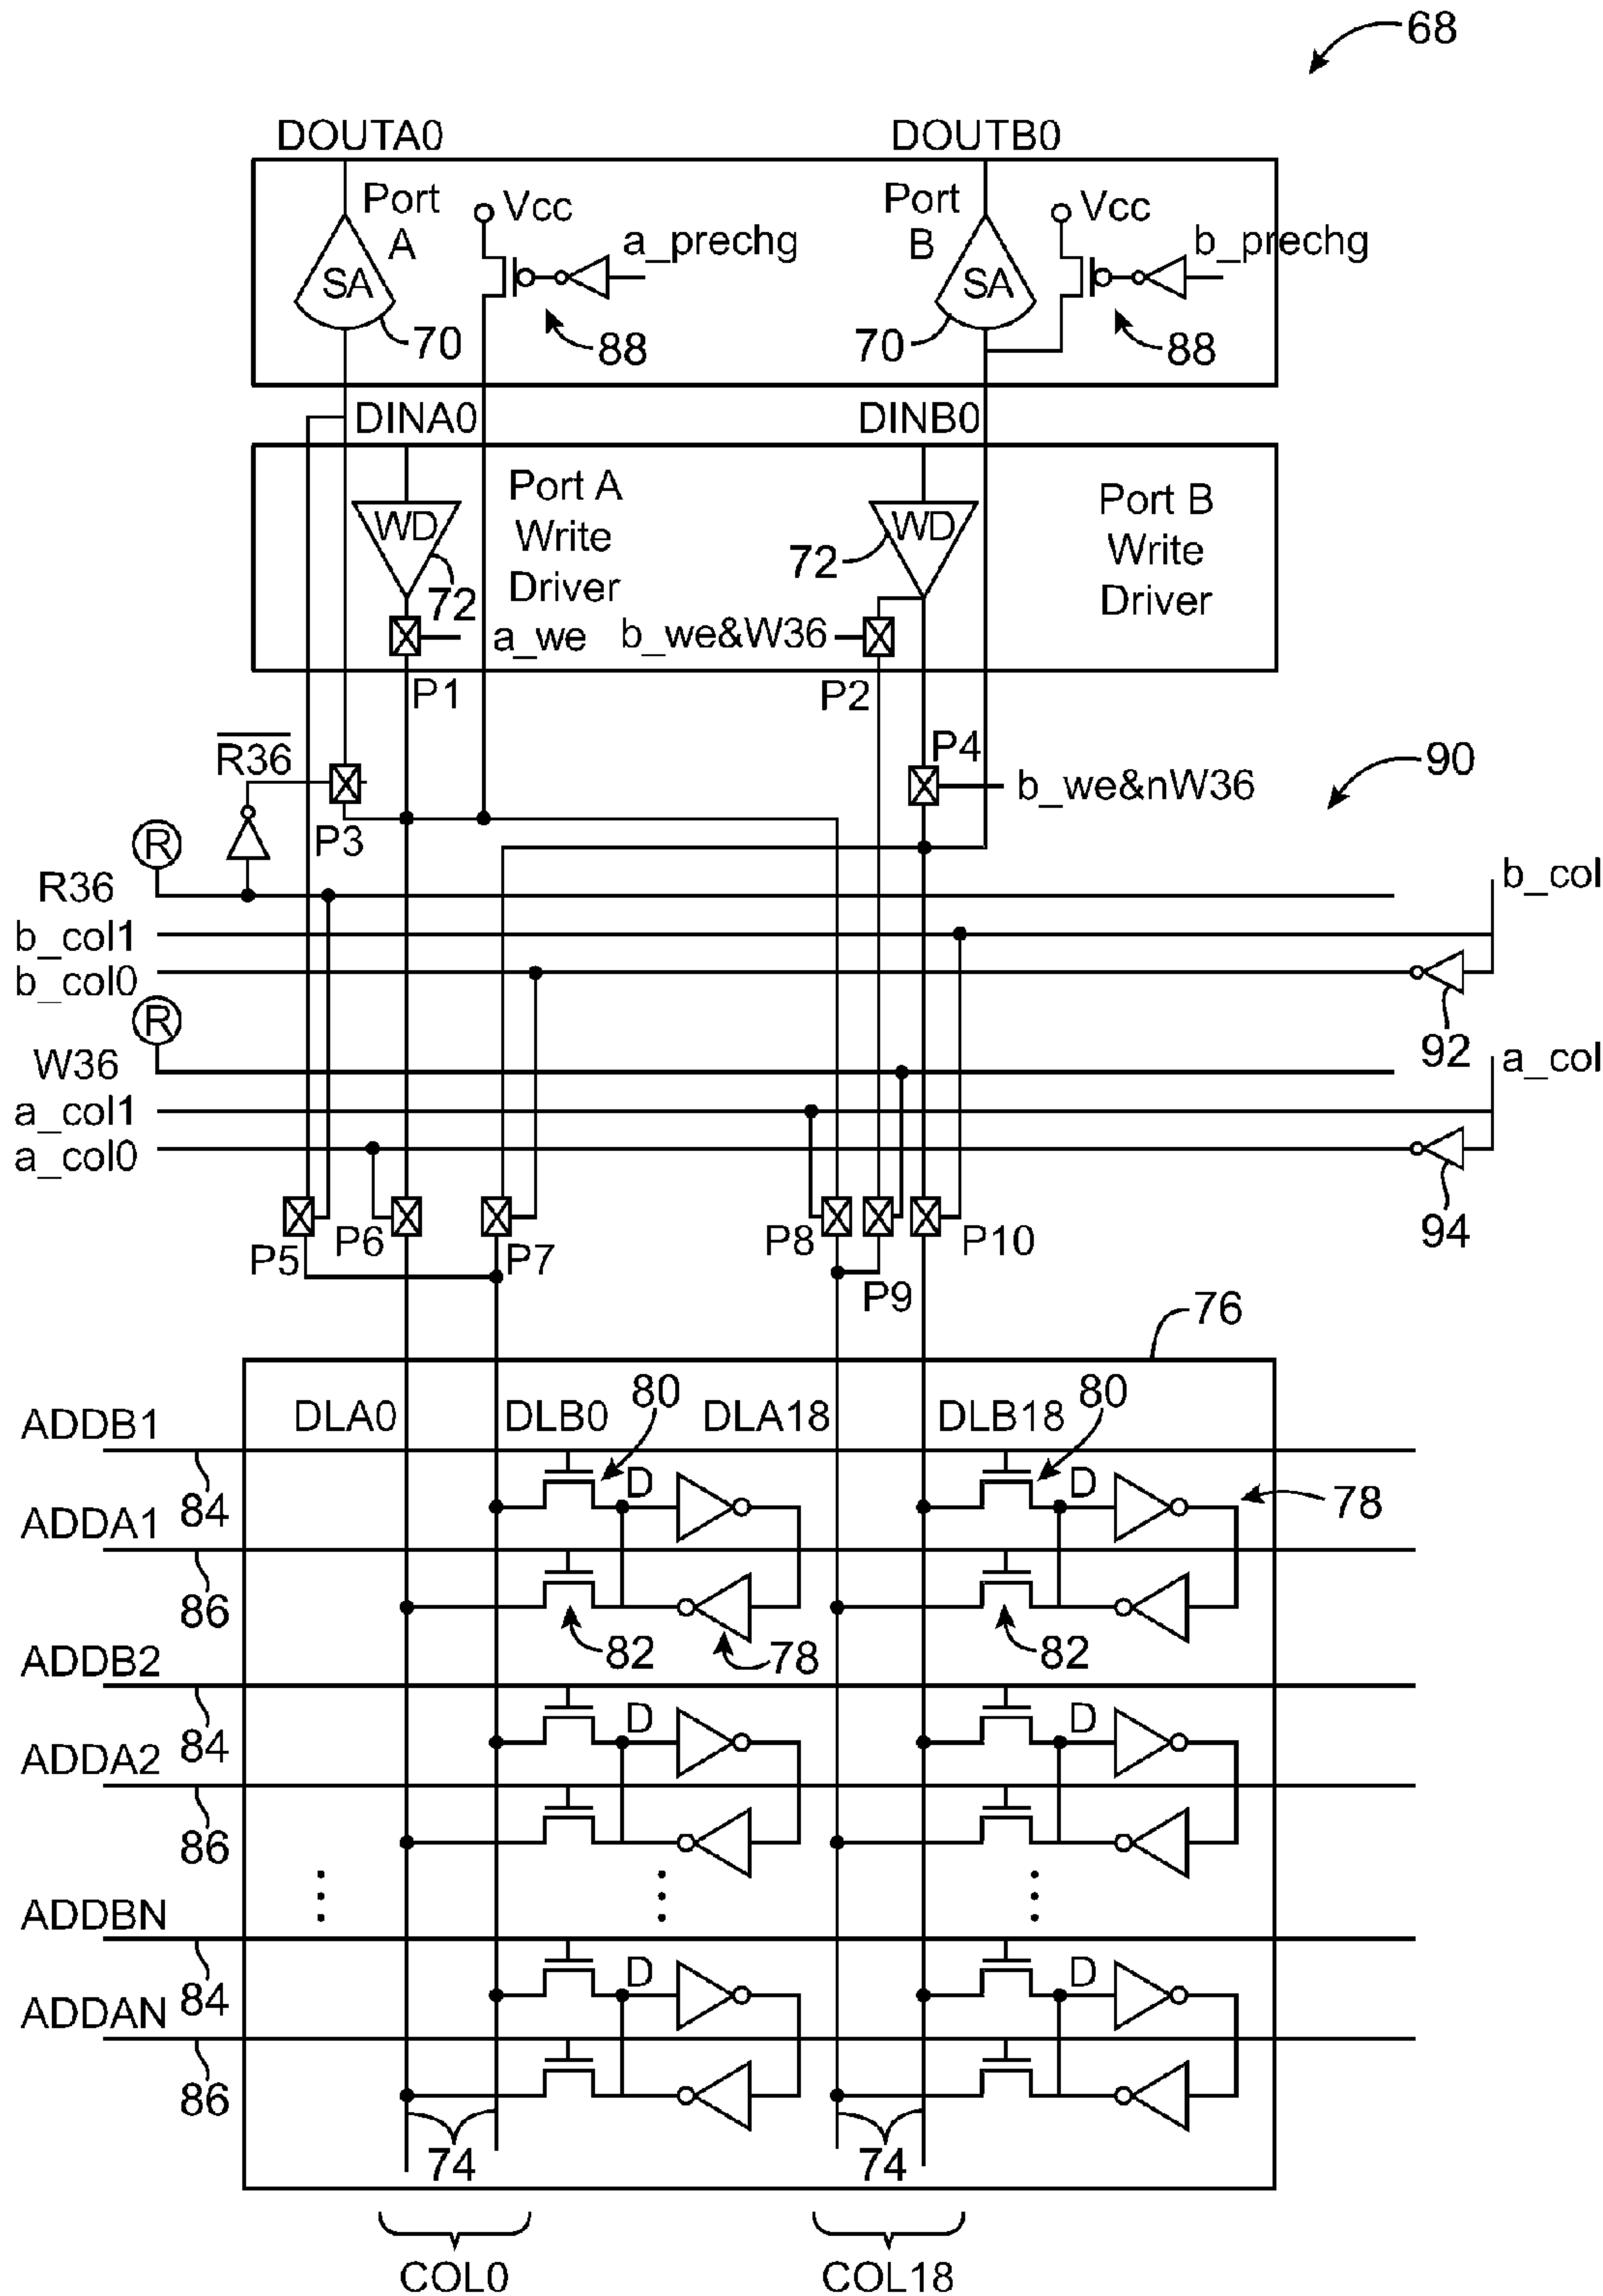 68
DOUTA0
DOUTB0
Port
A
Vcc
a_prechg
SA
70
88
Port
B
Vcc
b_prechg
SA
70
88
DINA0
DINB0
WD
72
Port A
Write
Driver
WD
72
Port B
Write
Driver
a_we
b_we&W36
P1
P2
P4
R36
P3
b_we&nW36
90
R
R36
b_col
b_col1
b_col0
92
R
W36
a_col
a_col1
a_col0
94
P5
P6
P7
P8
P9
P10
76
DLA0
DLB0
80
DLA18
DLB18
80
ADDB1
84
D
D
78
ADDA1
86
82
78
82
ADDB2
84
D
D
ADDA2
86
ADDBN
84
D
D
ADDAN
86
74
74
COL0
COL18